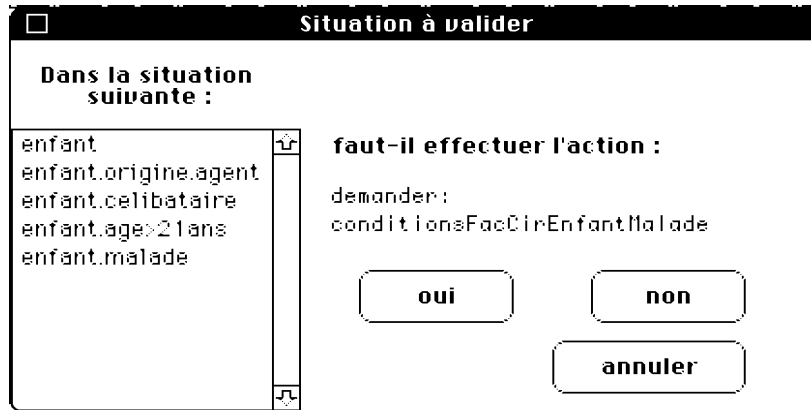 Situation à valider
Dans la situation
suivante :
enfant
enfant.origine.agent
enfant.celibataire
enfant.age>21ans
enfant.malade
faut-il effectuer l'action :
demander:
conditionsFacCirEnfantMalade
oui
non
annuler